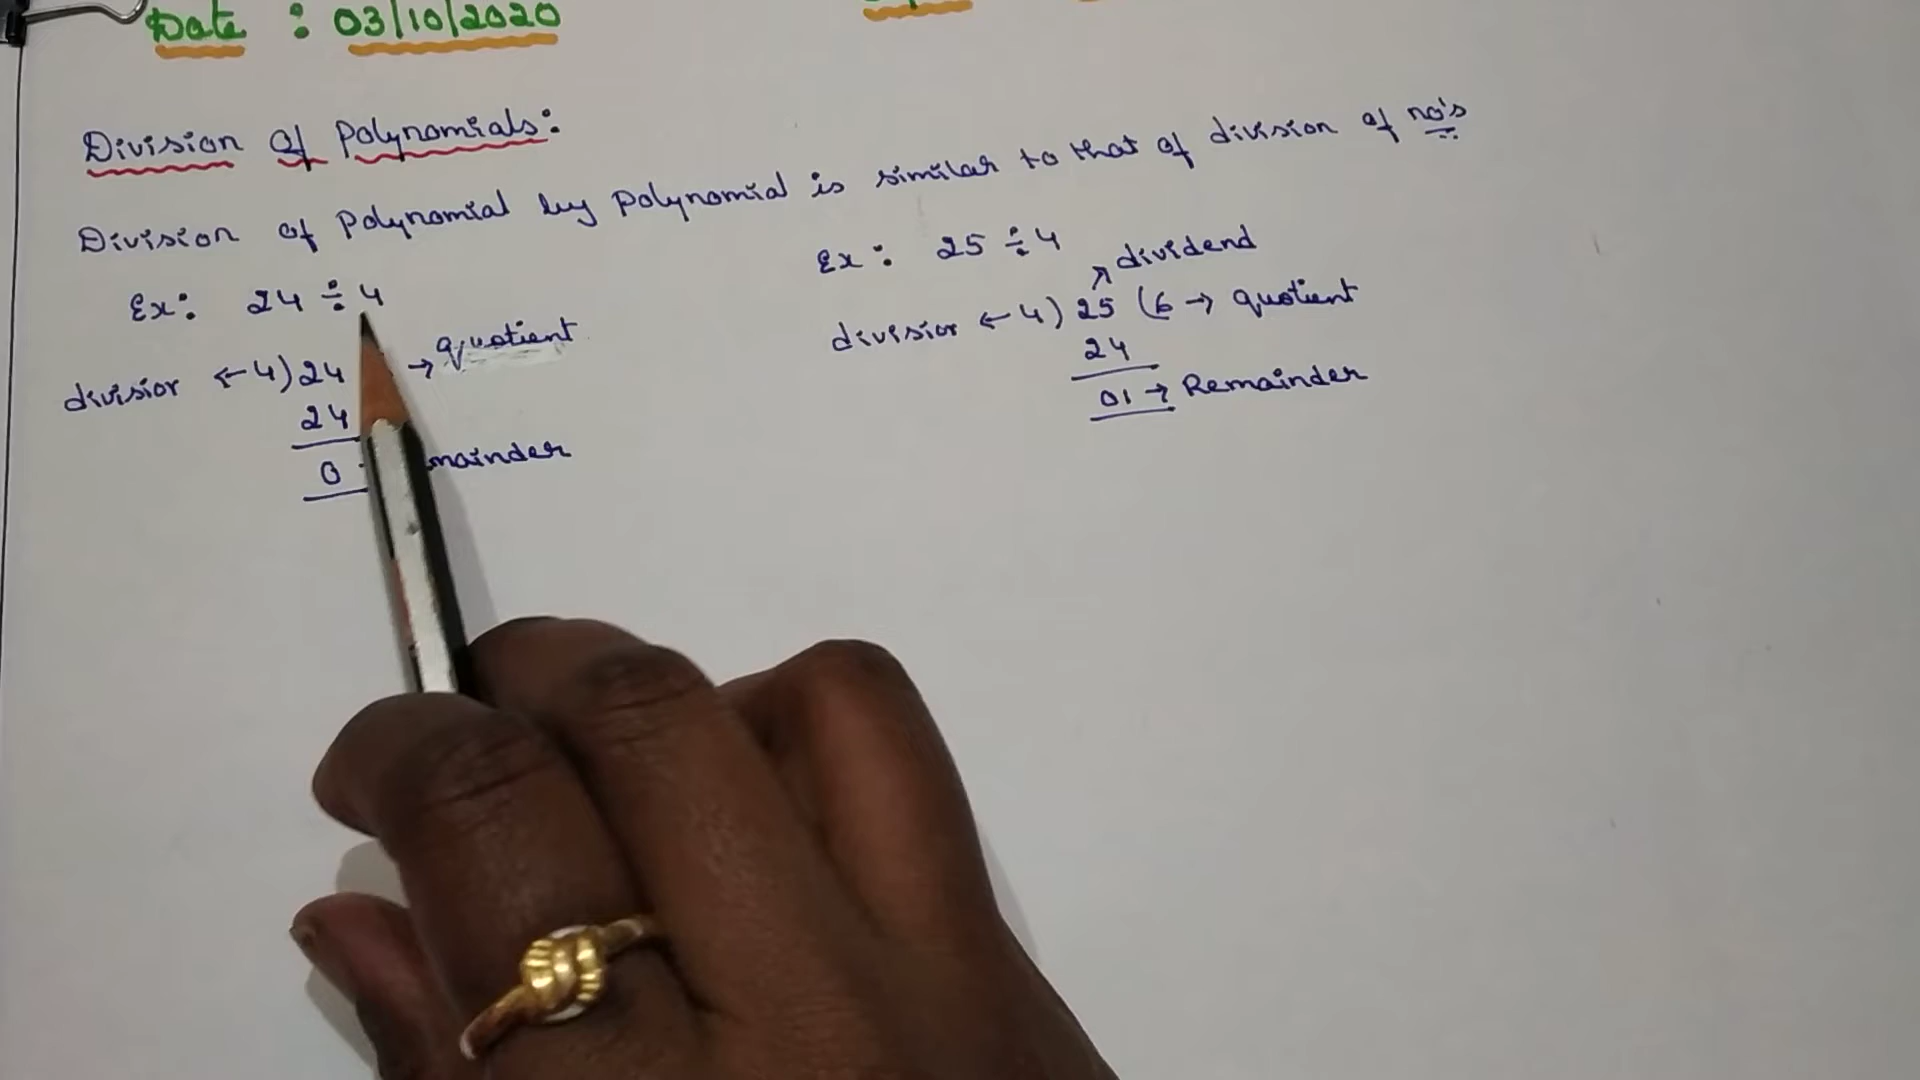 Date : 03/10/2020
Division of Polynomials:
Division of Polynomial by Polynomial is similar to that of division of no's
Ex: 24 ÷ 4
division ← 4) 24 → quotient
24
0
Ex: 25 ÷ 4
↗ dividend
division ← 4) 25 (6 → quotient
24
01 → Remainder